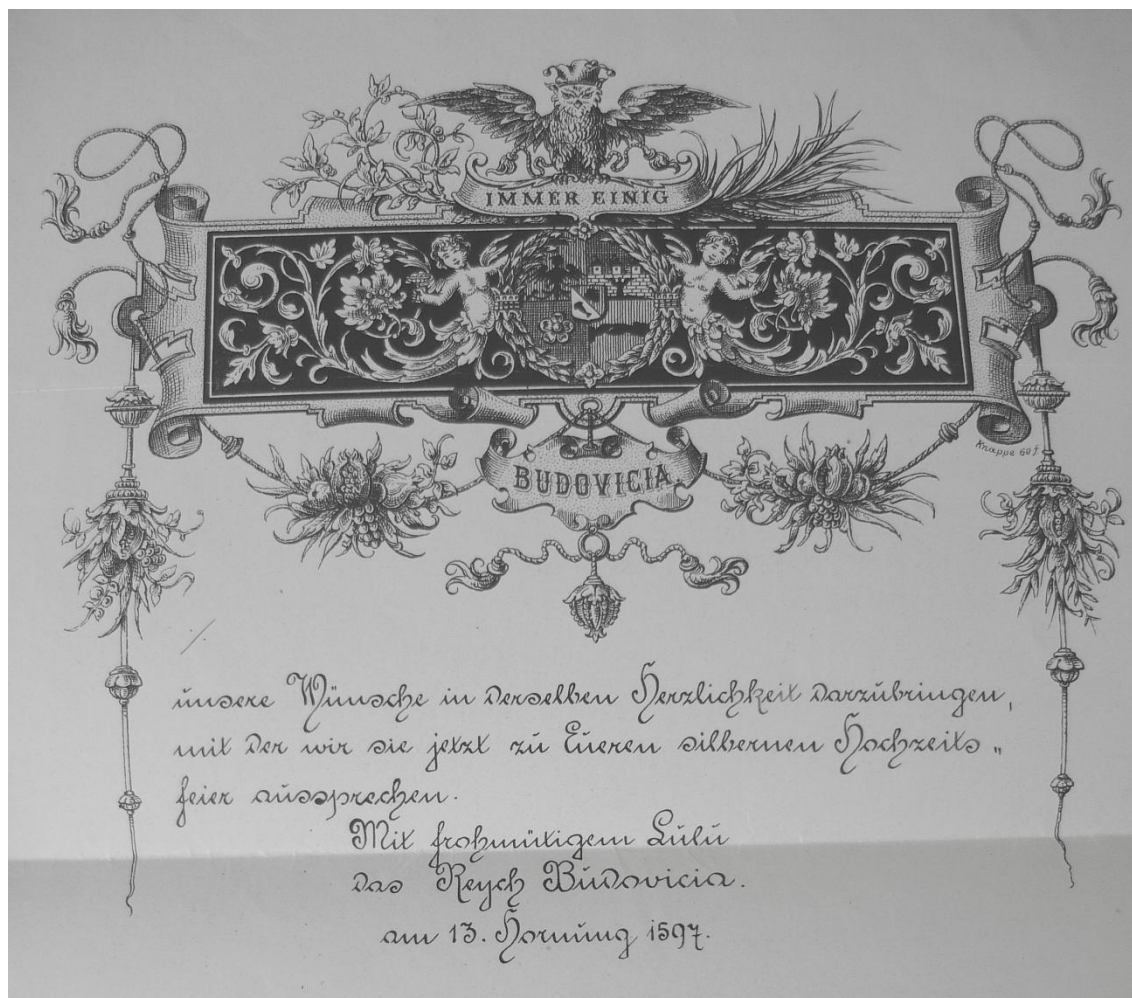 IMMER EINIG
BUDOVICIA
Knappe 60 f.
unsere Wünsche in derselben Herzlichkeit darzubringen,
mit der wir sie jetzt zu Eueren silbernen Hochzeits „
feier aussprechen.
Mit frohmütigem Lulu
das Reych Budovicia.
am 13. Hornung 1597.